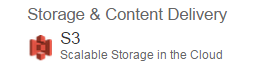 Storage & Content Delivery
S3
Scalable Storage in the Cloud